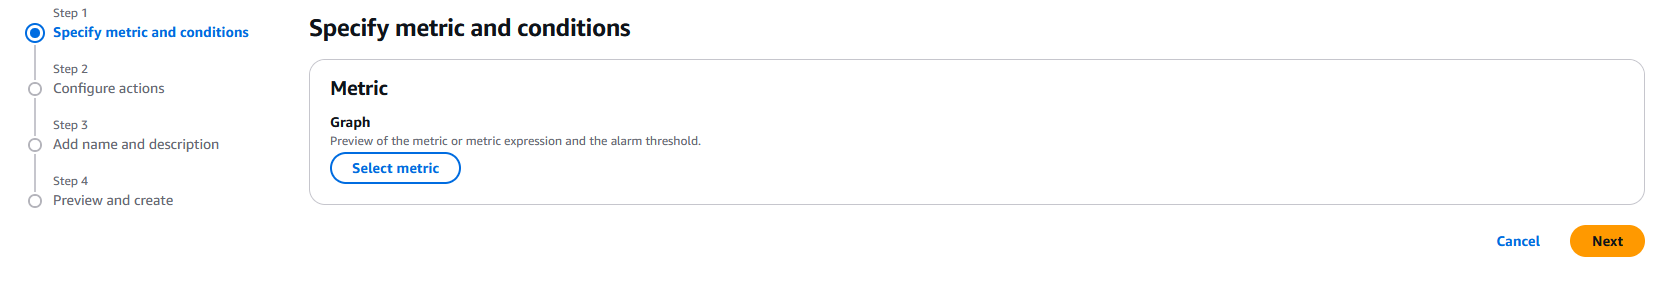 Step 1
Specify metric and conditions
Step 2
Configure actions
Step 3
Add name and description
Step 4
Preview and create
Specify metric and conditions
Metric
Graph
Preview of the metric or metric expression and the alarm threshold.
Select metric
Cancel
Next